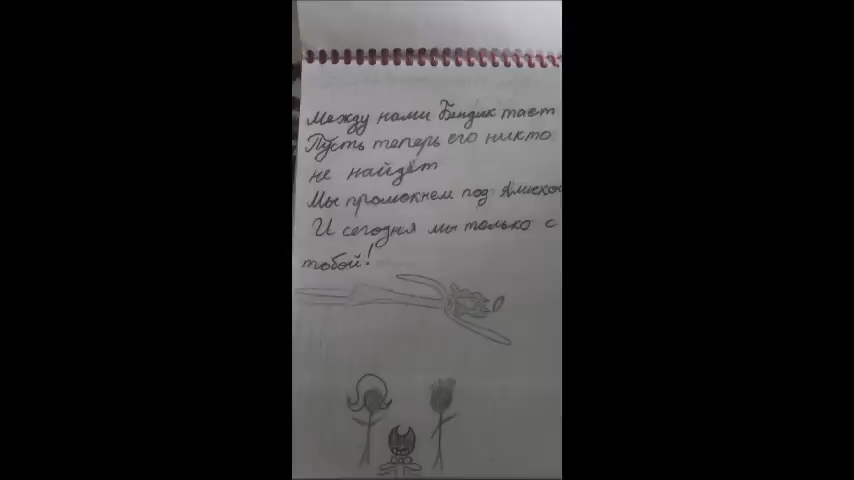 Между нами Бендик тает
Пусть теперь его никто
не найдёт
Мы промокнем под
И сегодня мы только с
тобой!